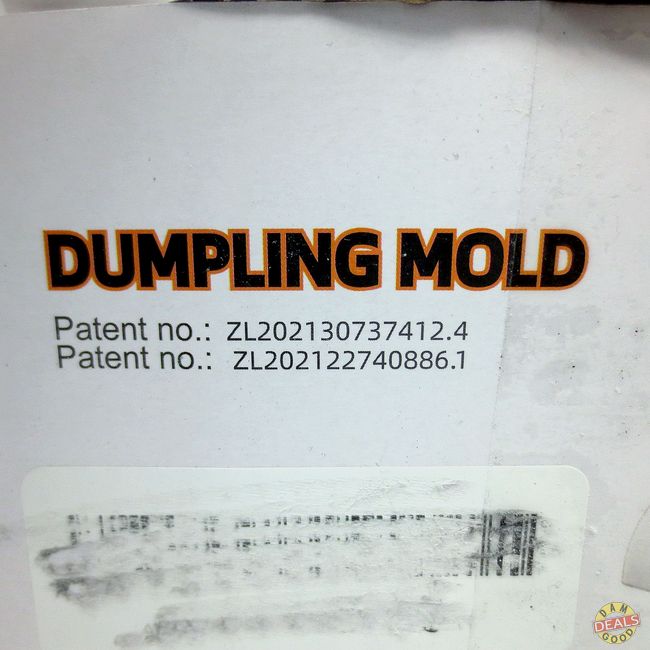 DUMPLING MOLD
Patent no.: ZL202130737412.4
Patent no.: ZL202122740886.1
DAM
DEALS
GOOD